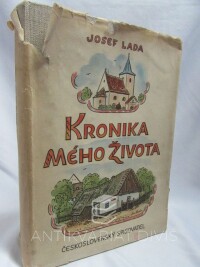 JOSEF LADA
KRONIKA
MÉHO ŽIVOTA
ČESKOSLOVENSKÝ SPISOVATEL